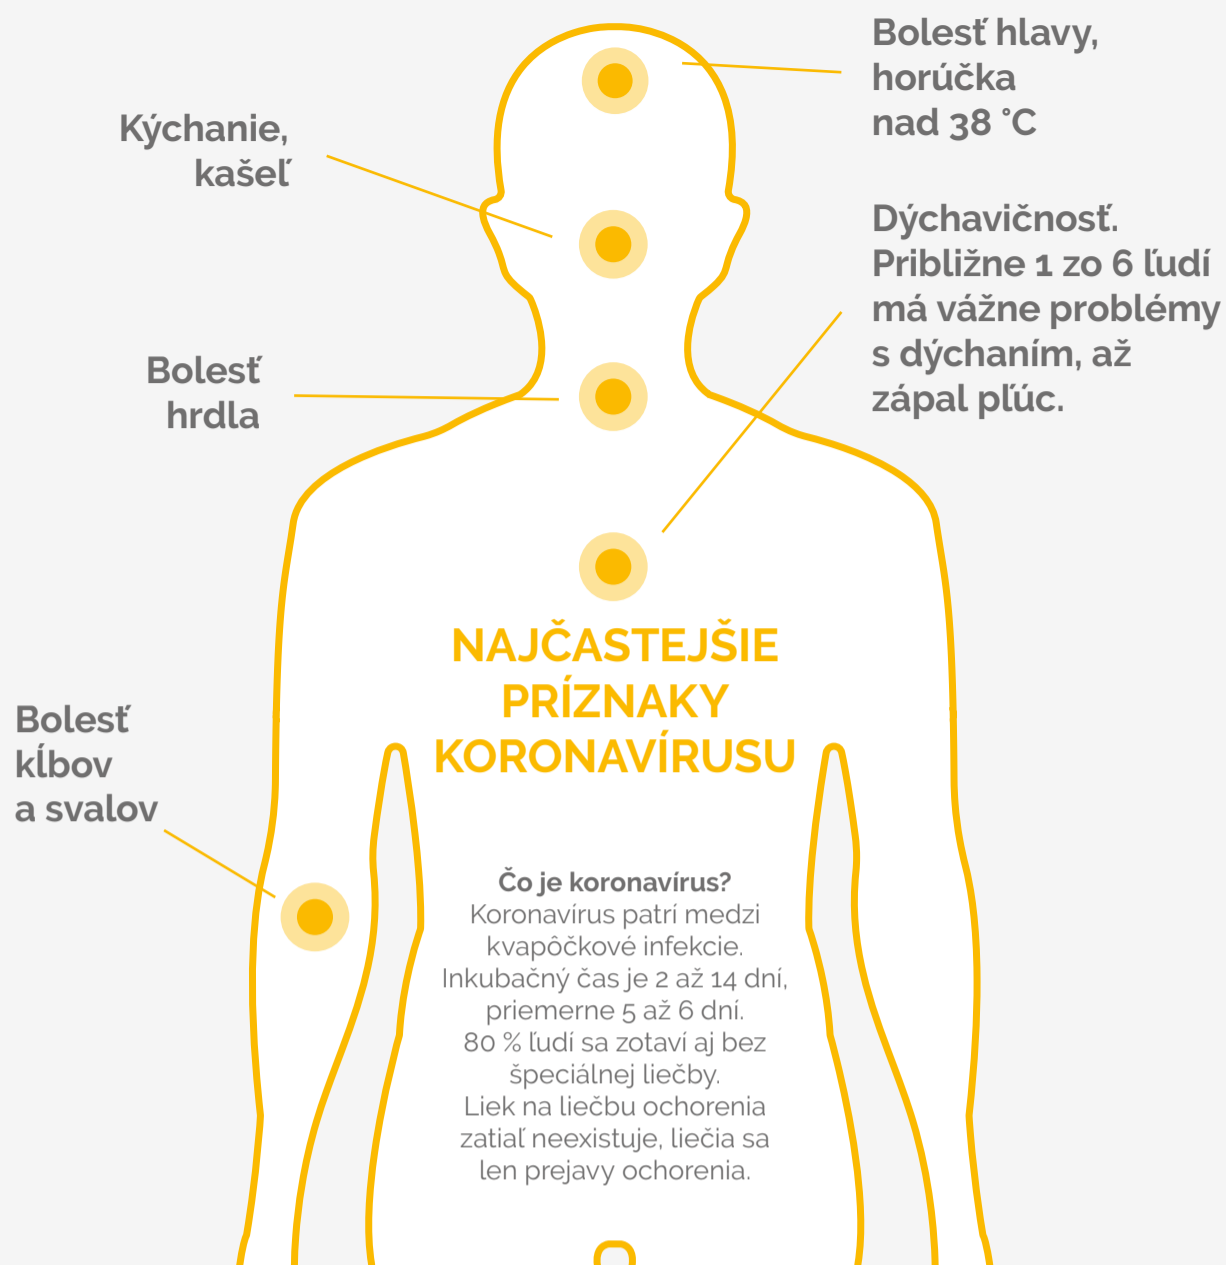 Bolesť hlavy,
horúčka
nad 38 °C
Kýchanie,
kašeľ
Dýchavičnosť.
Približne 1 zo 6 ľudí
má vážne problémy
s dýchaním, až
zápal pľúc.
Bolesť
hrdla
NAJČASTEJŠIE
PRÍZNAKY
KORONAVÍRUSU
Bolesť
kĺbov
a svalov
Čo je koronavírus?
Koronavírus patrí medzi
kvapôčkové infekcie.
Inkubačný čas je 2 až 14 dní,
priemerne 5 až 6 dní.
80 % ľudí sa zotaví aj bez
špeciálnej liečby.
Liek na liečbu ochorenia
zatiaľ neexistuje, liečia sa
len prejavy ochorenia.